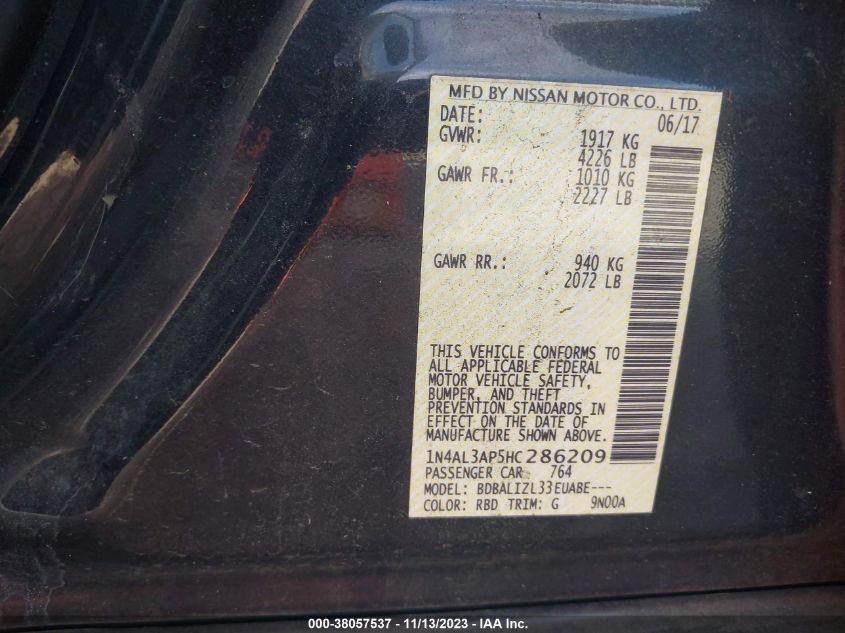 MFD BY NISSAN MOTOR CO., LTD.
DATE: 06/17
GVWR: 1917 KG
4226 LB
GAWR FR.: 1010 KG
2227 LB
GAWR RR.: 940 KG
2072 LB
THIS VEHICLE CONFORMS TO
ALL APPLICABLE FEDERAL
MOTOR VEHICLE SAFETY,
BUMPER, AND THEFT
PREVENTION STANDARDS IN
EFFECT ON THE DATE OF
MANUFACTURE SHOWN ABOVE.
1N4AL3AP5HC286209
PASSENGER CAR 764
MODEL: BDBALIZL33EUABE---
COLOR: RBD TRIM: G 9N00A
000-38057537 - 11/13/2023 - IAA Inc.